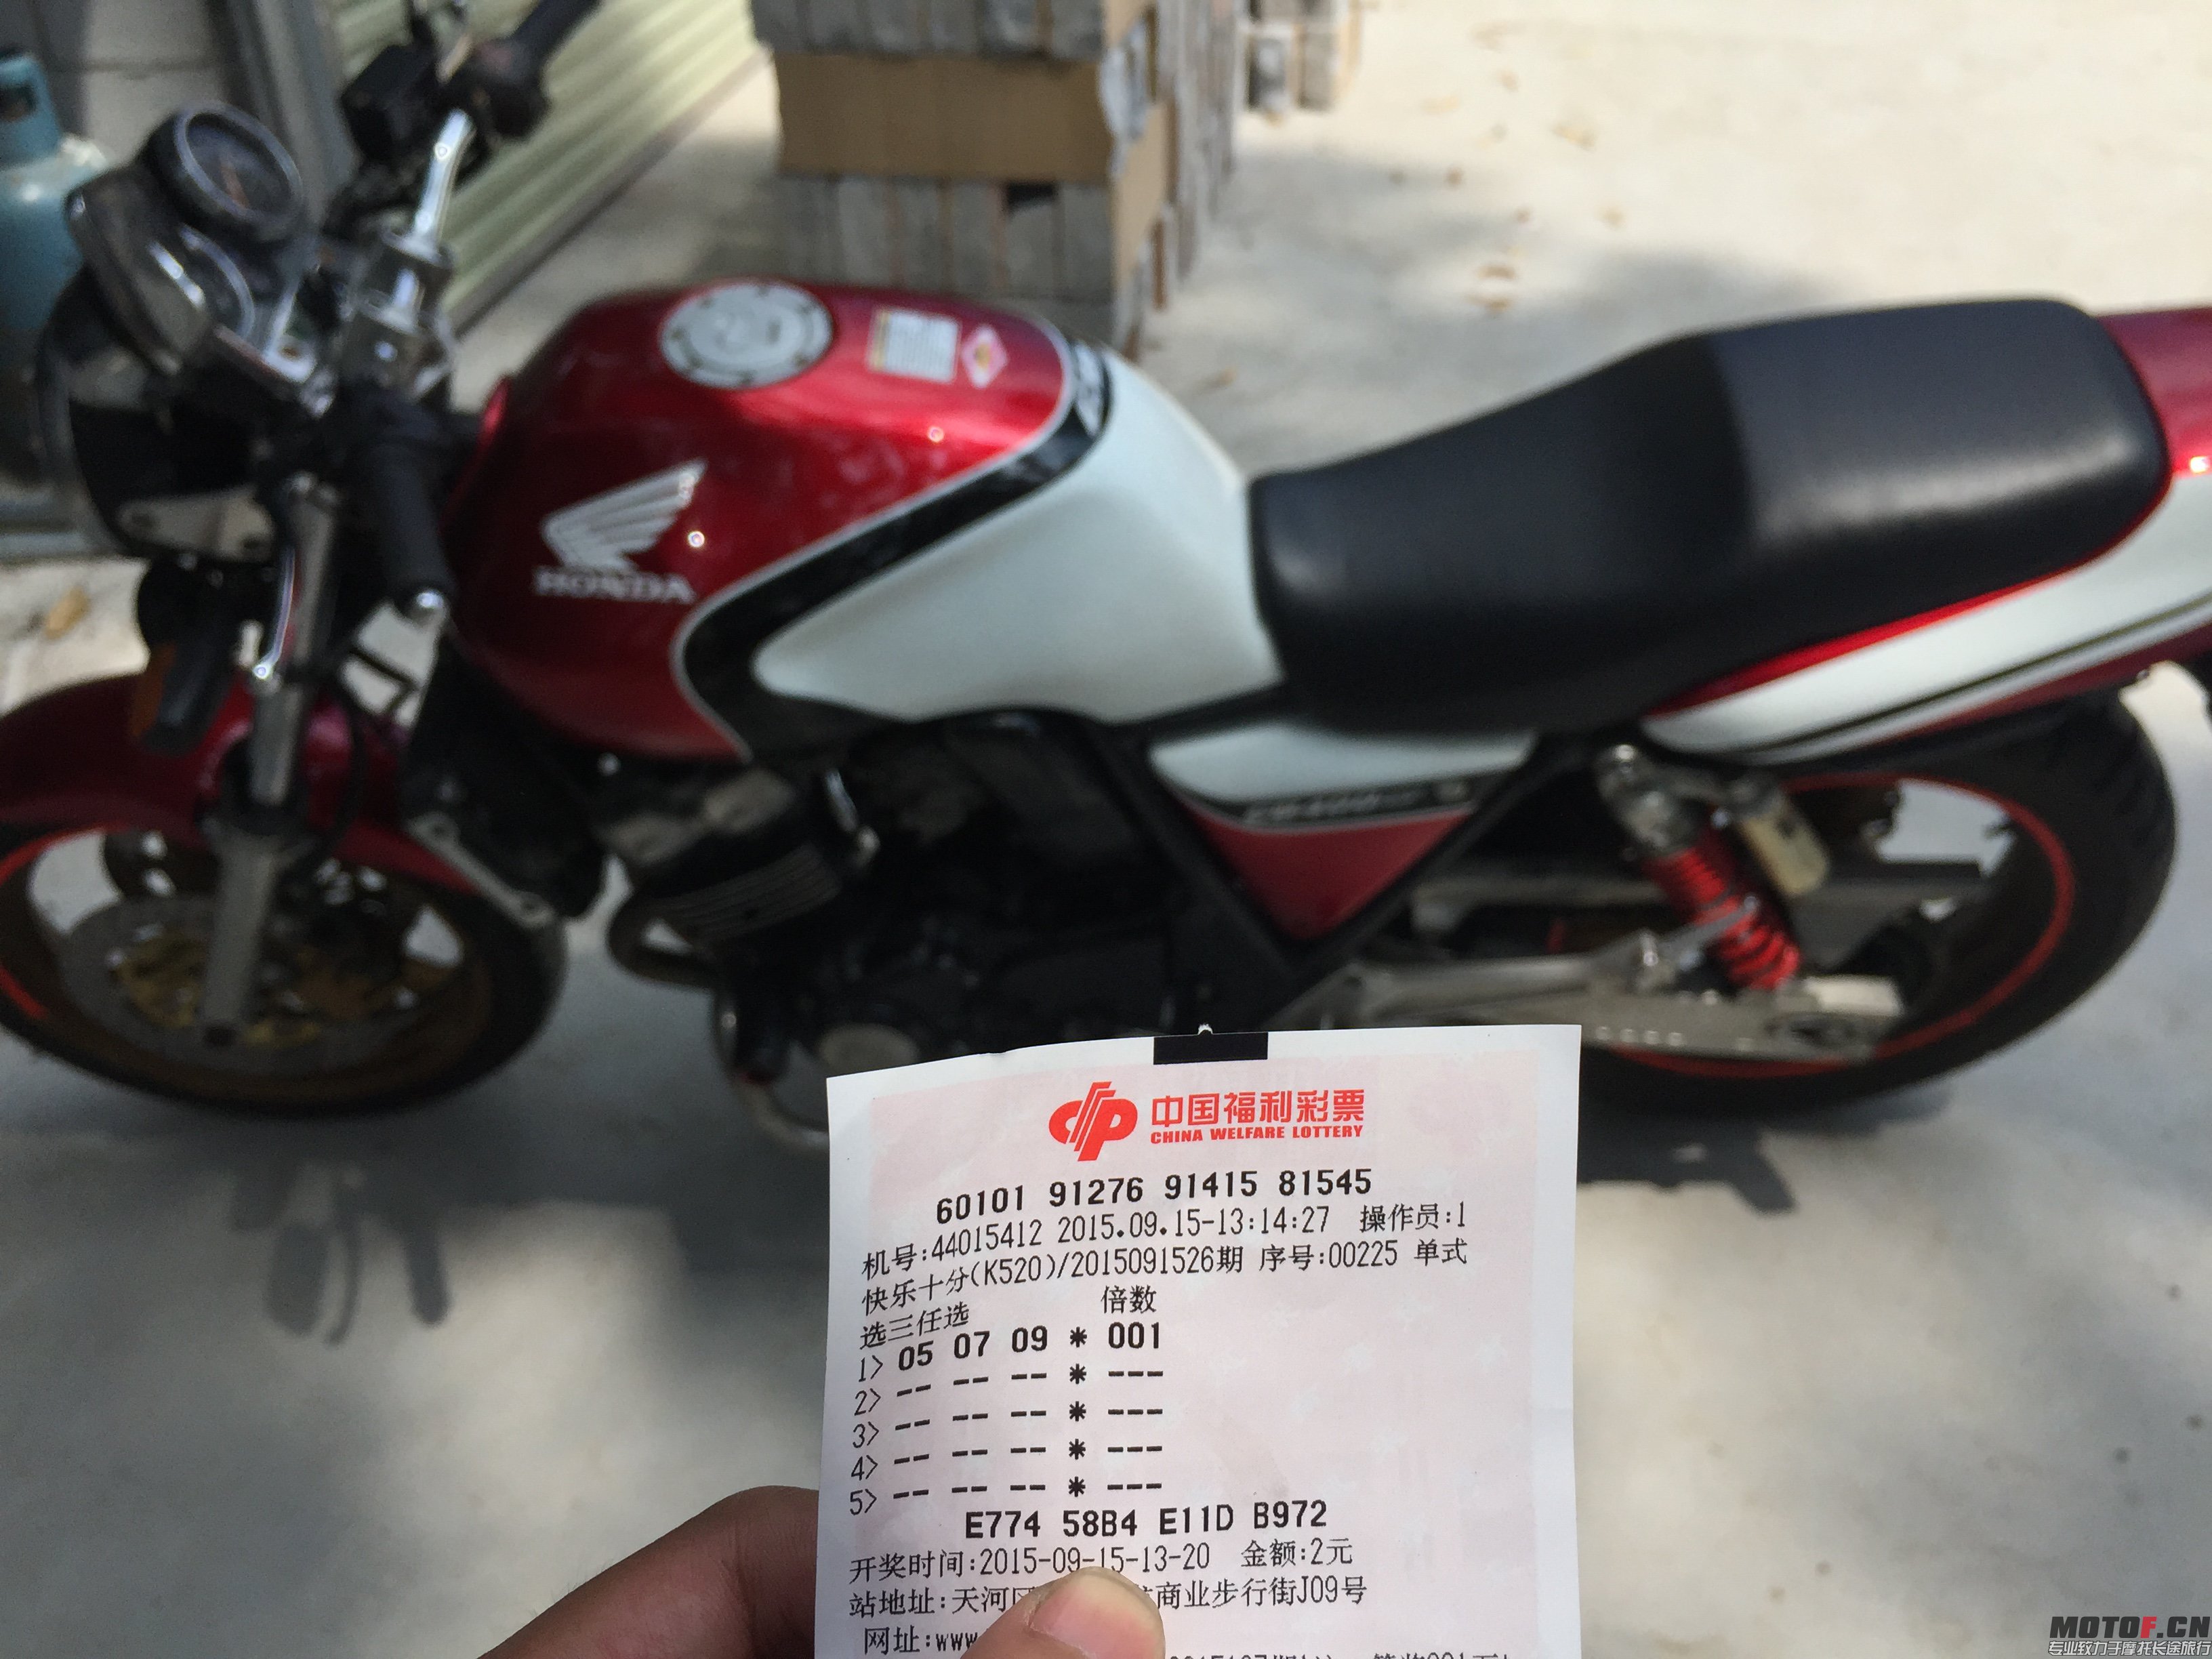 HONDA
中国福利彩票
CHINA WELFARE LOTTERY
60101 91276 91415 81545
机号:44015412 2015.09.15-13:14:27 操作员:1
快乐十分(K520)/2015091526期 序号:00225 单式
选三任选 倍数
1> 05 07 09 * 001
2> -- -- -- * ---
3> -- -- -- * ---
4> -- -- -- * ---
5> -- -- -- * ---
E774 58B4 E11D B972
开奖时间:2015-09-15-13-20 金额:2元
站地址:天河区 商业步行街J09号
网址:www
MOTOF.CN
专业致力于摩托长途旅行